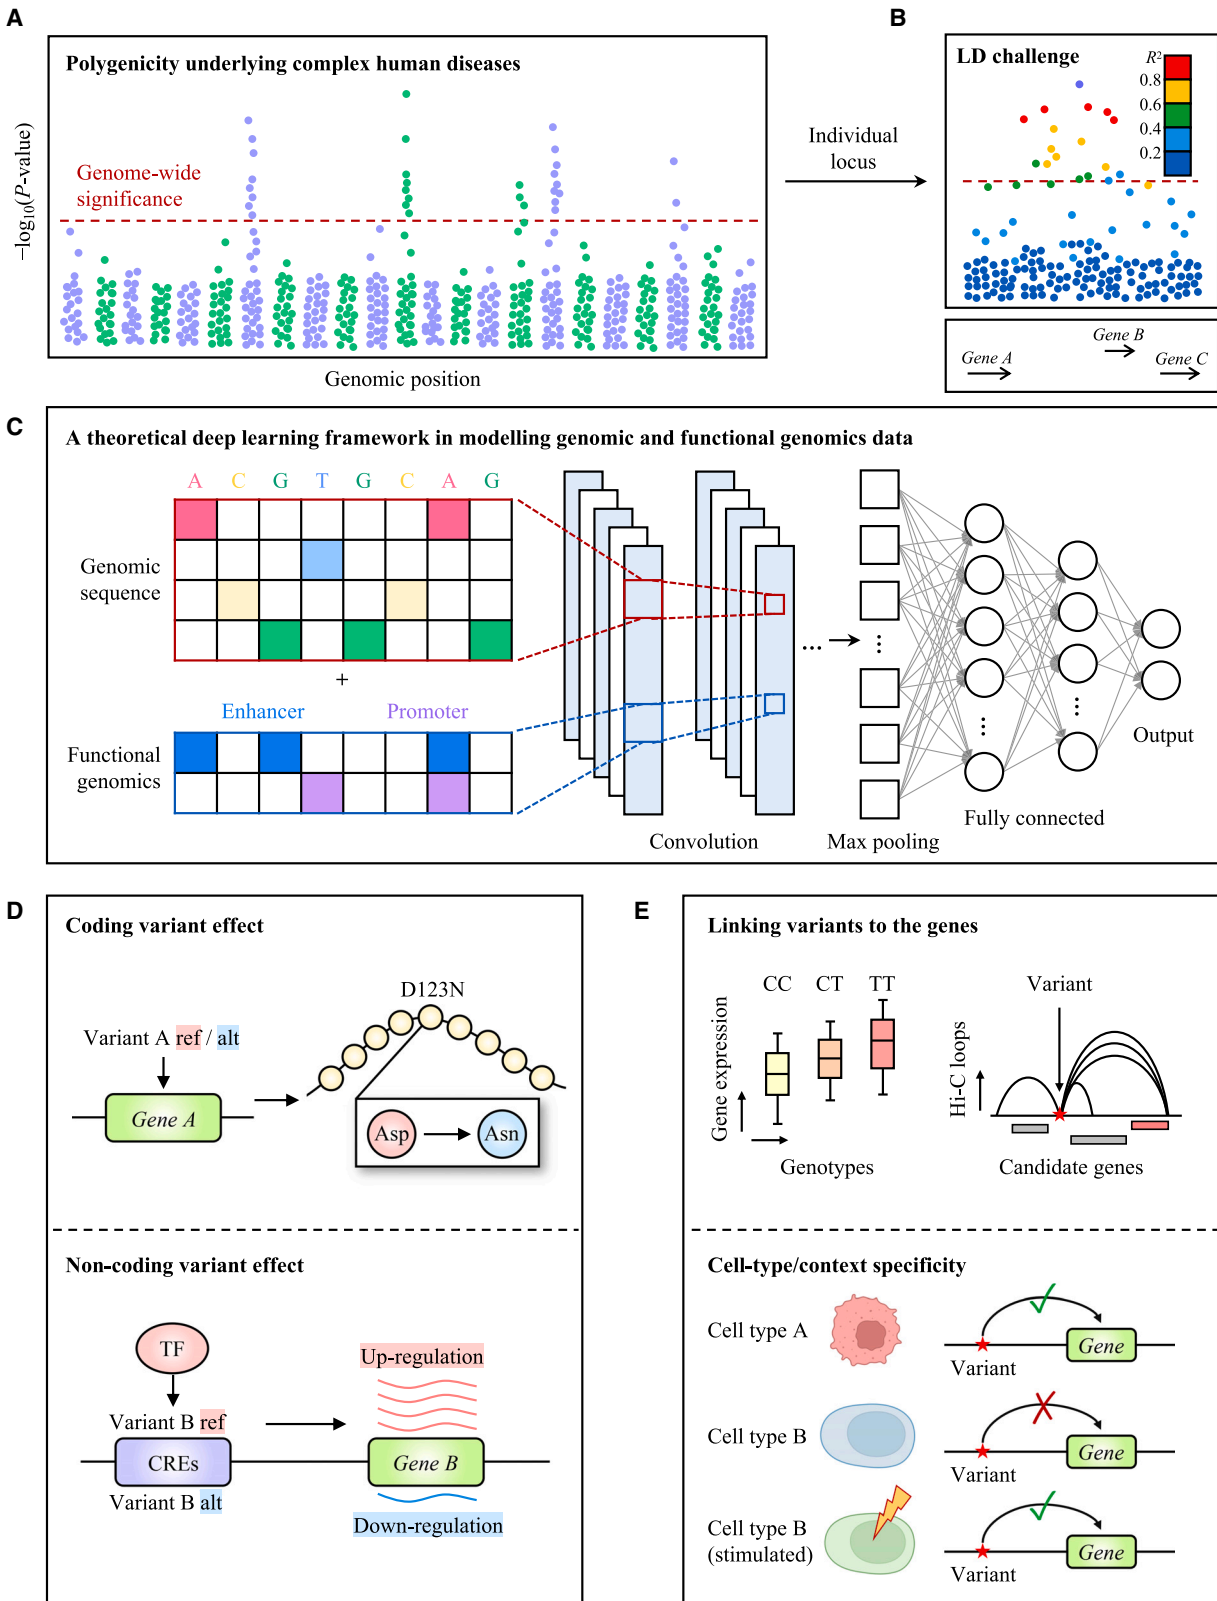 A
Polygenicity underlying complex human diseases
−log10(P-value)
Genome-wide
significance
Genomic position
Individual
locus
B
LD challenge
R²
0.8
0.6
0.4
0.2
Gene A
Gene B
Gene C
C
A theoretical deep learning framework in modelling genomic and functional genomics data
A C G T G C A G
Genomic
sequence
+
Enhancer Promoter
Functional
genomics
...
Convolution
Max pooling
Fully connected
Output
D
Coding variant effect
D123N
Variant A ref / alt
Gene A
Asp
Asn
Non-coding variant effect
TF
Variant B ref
CREs
Variant B alt
Up-regulation
Gene B
Down-regulation
E
Linking variants to the genes
CC CT TT
Gene expression
Genotypes
Variant
Hi-C loops
Candidate genes
Cell-type/context specificity
Cell type A
Variant
Gene
Cell type B
Variant
Gene
Cell type B
(stimulated)
Variant
Gene